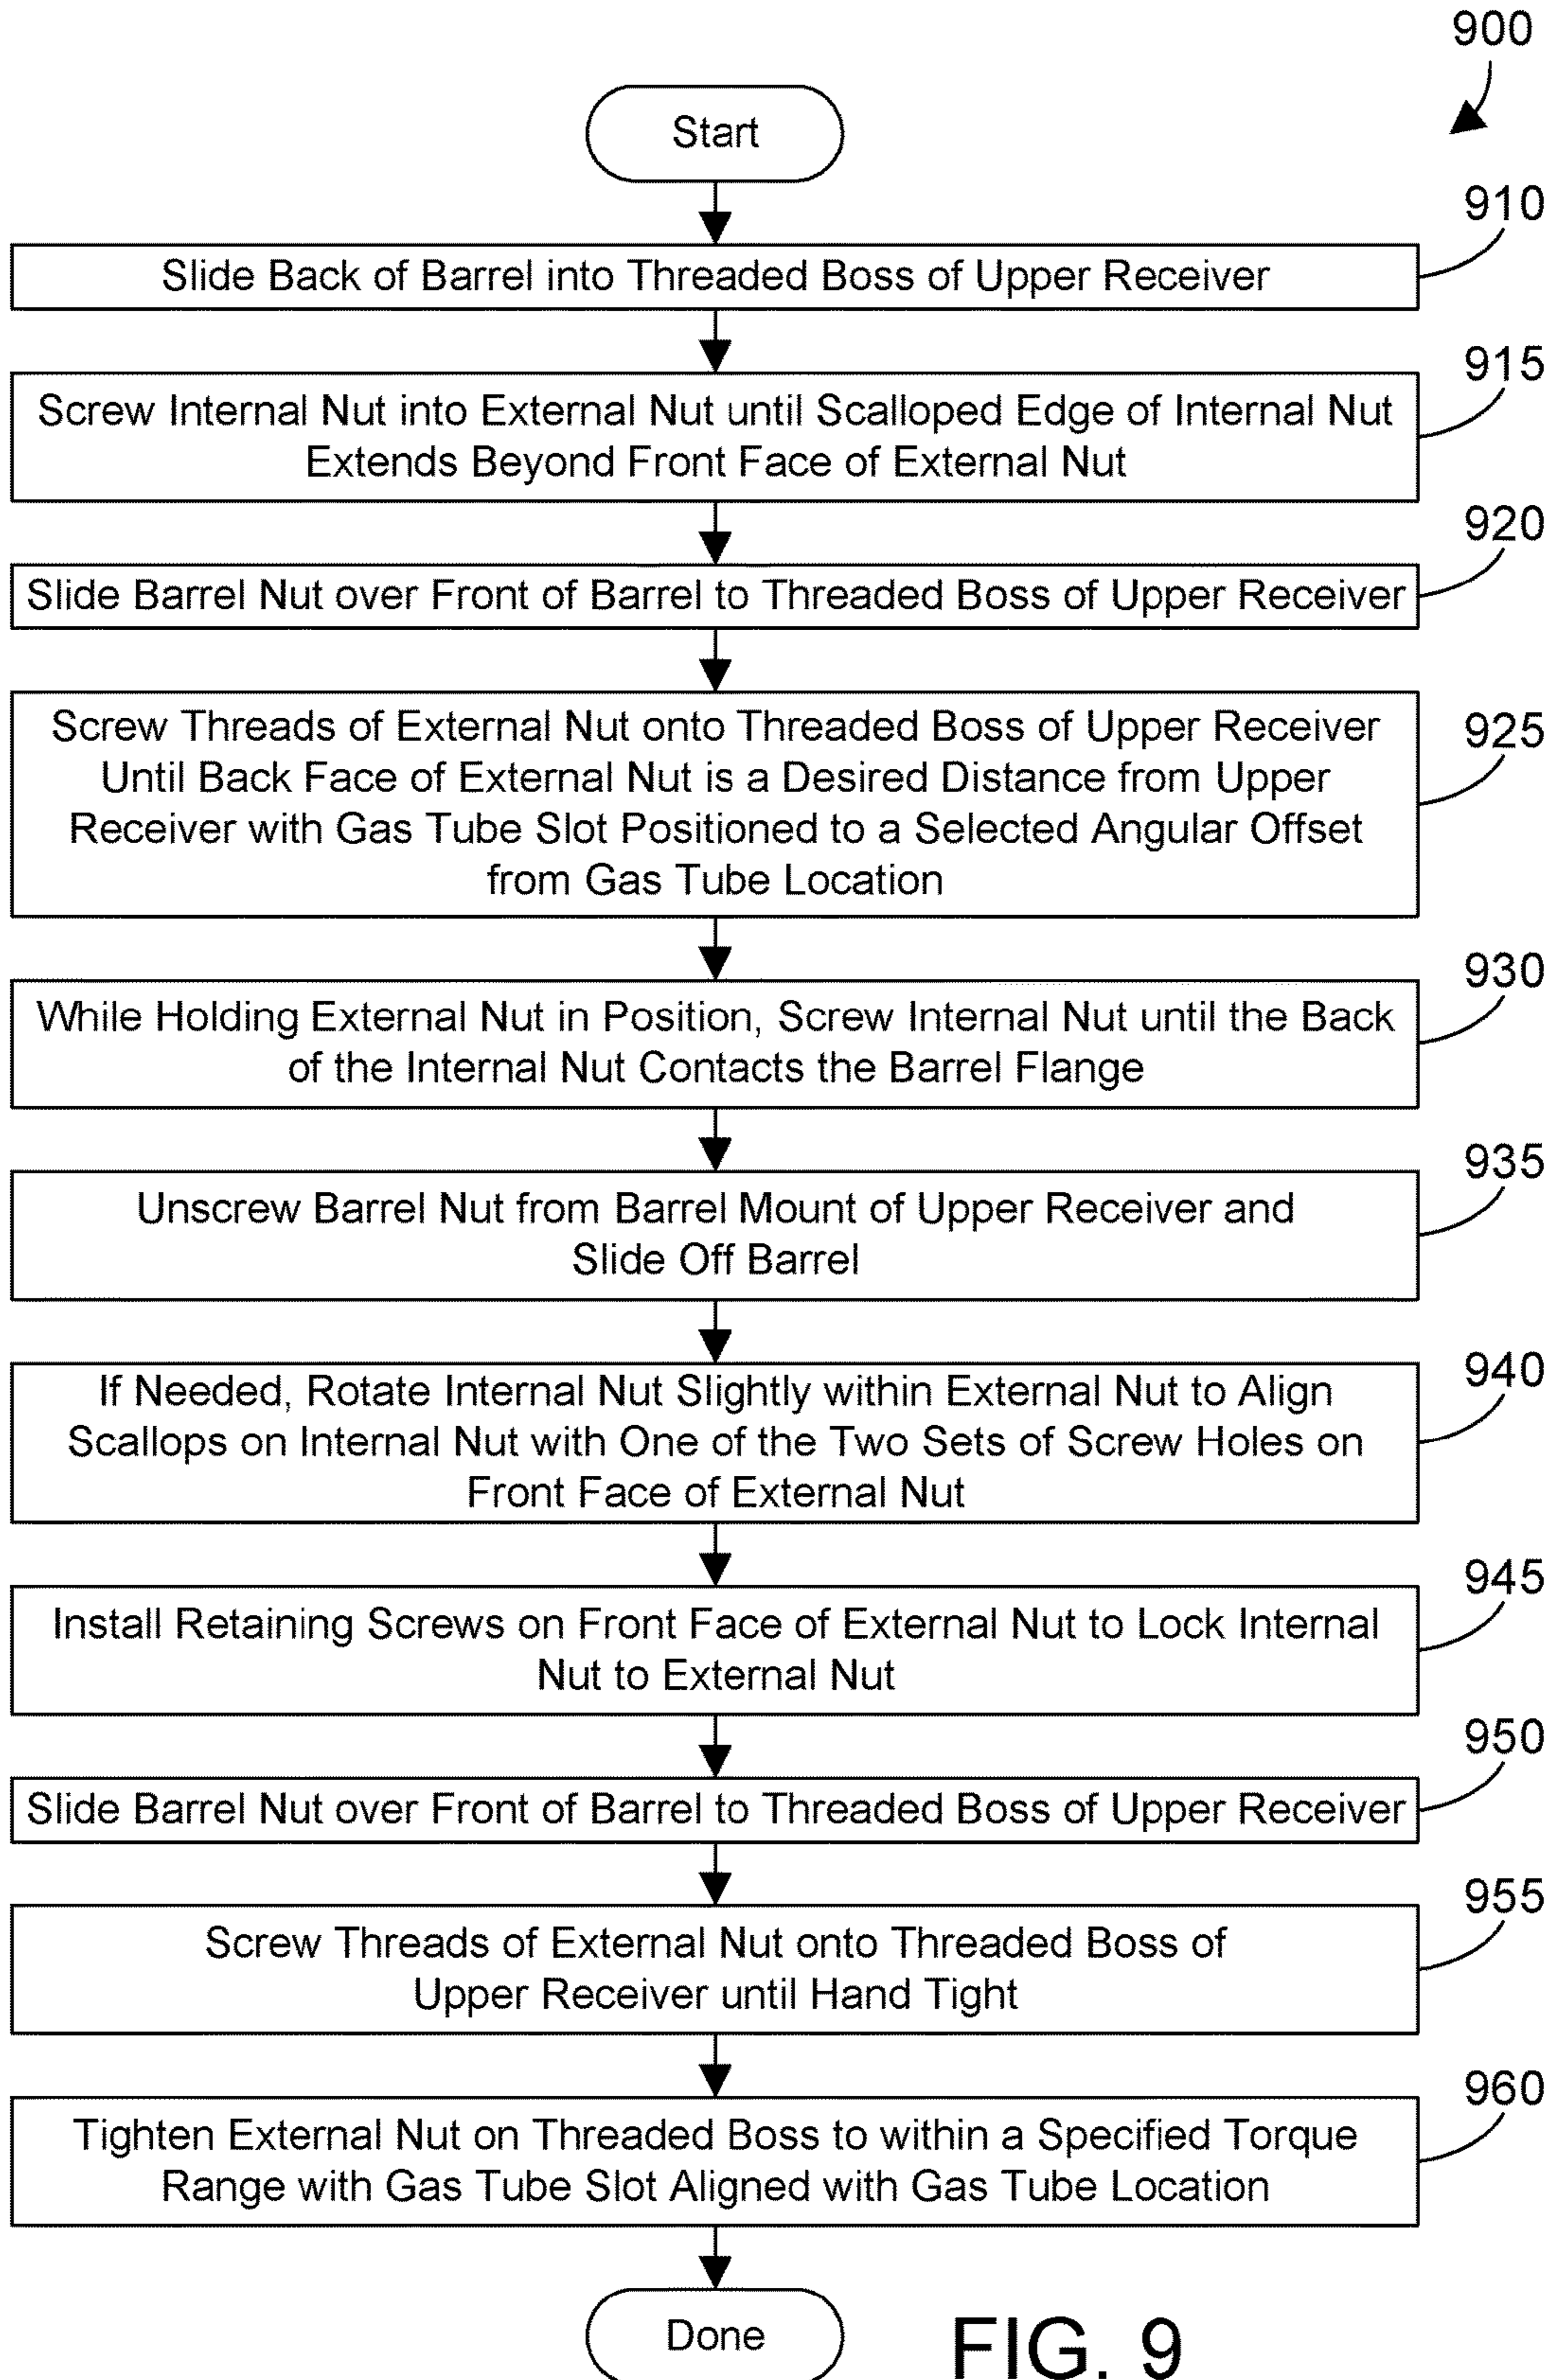 900
Start
910
Slide Back of Barrel into Threaded Boss of Upper Receiver
915
Screw Internal Nut into External Nut until Scalloped Edge of Internal Nut
Extends Beyond Front Face of External Nut
920
Slide Barrel Nut over Front of Barrel to Threaded Boss of Upper Receiver
925
Screw Threads of External Nut onto Threaded Boss of Upper Receiver
Until Back Face of External Nut is a Desired Distance from Upper
Receiver with Gas Tube Slot Positioned to a Selected Angular Offset
from Gas Tube Location
930
While Holding External Nut in Position, Screw Internal Nut until the Back
of the Internal Nut Contacts the Barrel Flange
935
Unscrew Barrel Nut from Barrel Mount of Upper Receiver and
Slide Off Barrel
940
If Needed, Rotate Internal Nut Slightly within External Nut to Align
Scallops on Internal Nut with One of the Two Sets of Screw Holes on
Front Face of External Nut
945
Install Retaining Screws on Front Face of External Nut to Lock Internal
Nut to External Nut
950
Slide Barrel Nut over Front of Barrel to Threaded Boss of Upper Receiver
955
Screw Threads of External Nut onto Threaded Boss of
Upper Receiver until Hand Tight
960
Tighten External Nut on Threaded Boss to within a Specified Torque
Range with Gas Tube Slot Aligned with Gas Tube Location
Done
FIG. 9